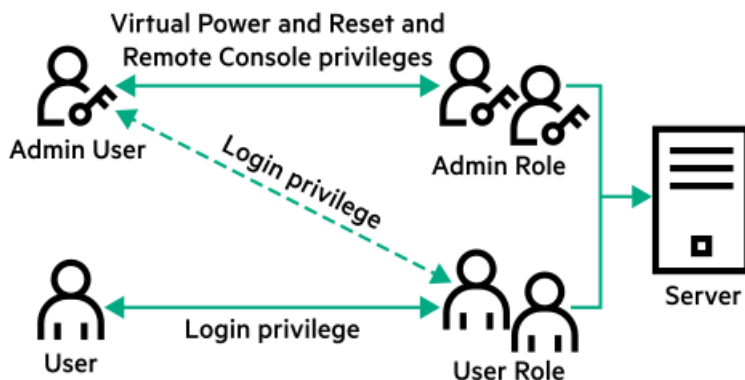 Virtual Power and Reset and
Remote Console privileges
Admin User
Admin Role
Login privilege
Server
Login privilege
User
User Role